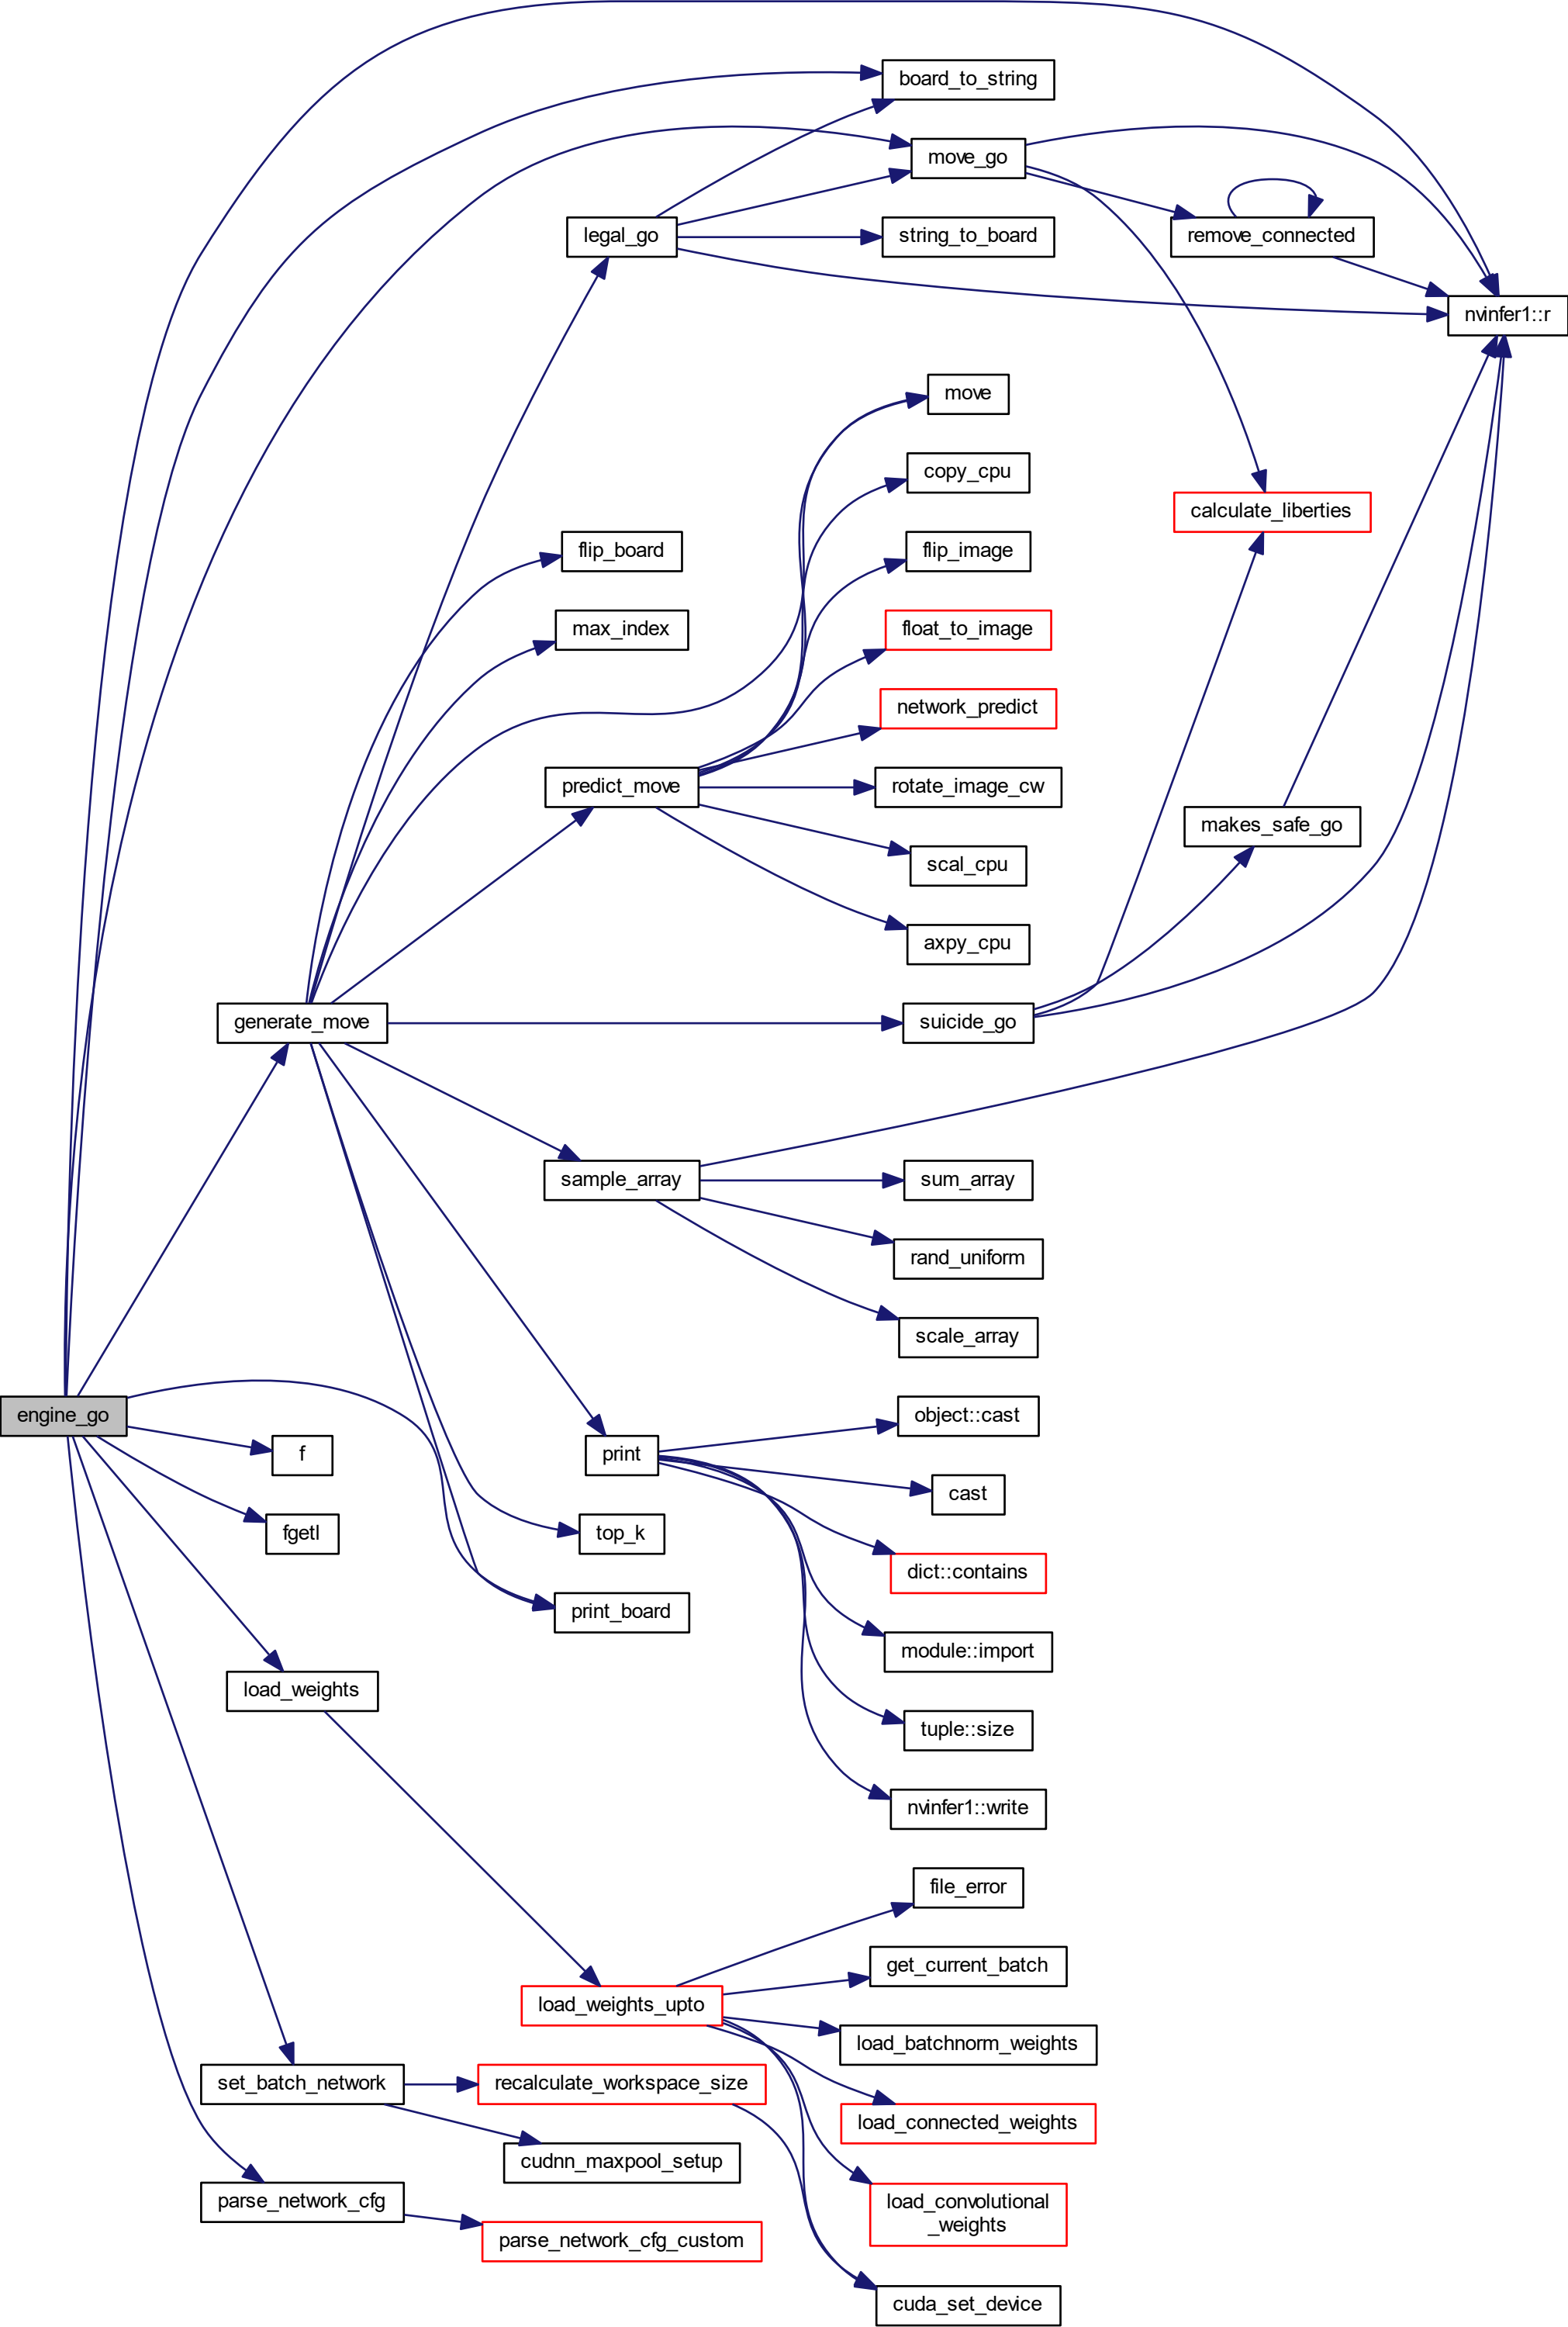 board_to_string
move_go
legal_go
string_to_board
remove_connected
nvinfer1::r
move
copy_cpu
calculate_liberties
flip_board
flip_image
max_index
float_to_image
network_predict
predict_move
rotate_image_cw
makes_safe_go
scal_cpu
axpy_cpu
generate_move
suicide_go
sample_array
sum_array
rand_uniform
scale_array
engine_go
object::cast
f
print
cast
fgetl
top_k
dict::contains
print_board
module::import
load_weights
tuple::size
nvinfer1::write
file_error
get_current_batch
load_weights_upto
load_batchnorm_weights
set_batch_network
recalculate_workspace_size
load_connected_weights
cudnn_maxpool_setup
parse_network_cfg
load_convolutional
_weights
parse_network_cfg_custom
cuda_set_device